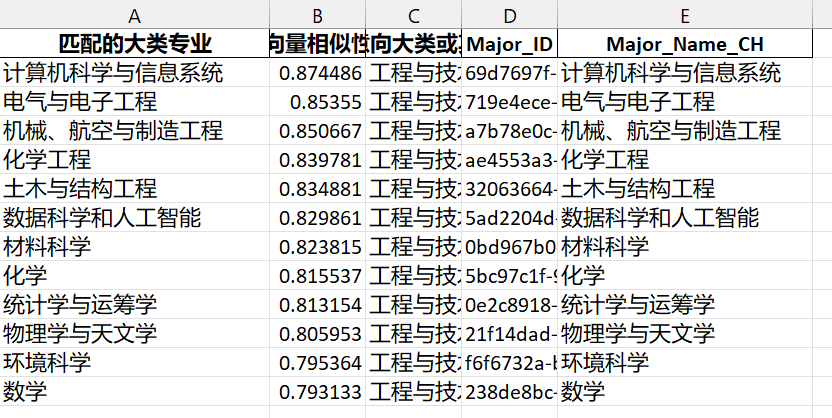 A B C D E
匹配的大类专业 向量相似性 向大类或 Major_ID Major_Name_CH
计算机科学与信息系统 0.874486 工程与技 69d7697f- 计算机科学与信息系统
电气与电子工程 0.85355 工程与技 719e4ece- 电气与电子工程
机械、航空与制造工程 0.850667 工程与技 a7b78e0c- 机械、航空与制造工程
化学工程 0.839781 工程与技 ae4553a3- 化学工程
土木与结构工程 0.834881 工程与技 32063664- 土木与结构工程
数据科学和人工智能 0.829861 工程与技 5ad2204d- 数据科学和人工智能
材料科学 0.823815 工程与技 0bd967b0 材料科学
化学 0.815537 工程与技 5bc97c1f-9 化学
统计学与运筹学 0.813154 工程与技 0e2c8918- 统计学与运筹学
物理学与天文学 0.805953 工程与技 21f14dad- 物理学与天文学
环境科学 0.795364 工程与技 f6f6732a-b 环境科学
数学 0.793133 工程与技 238de8bc- 数学